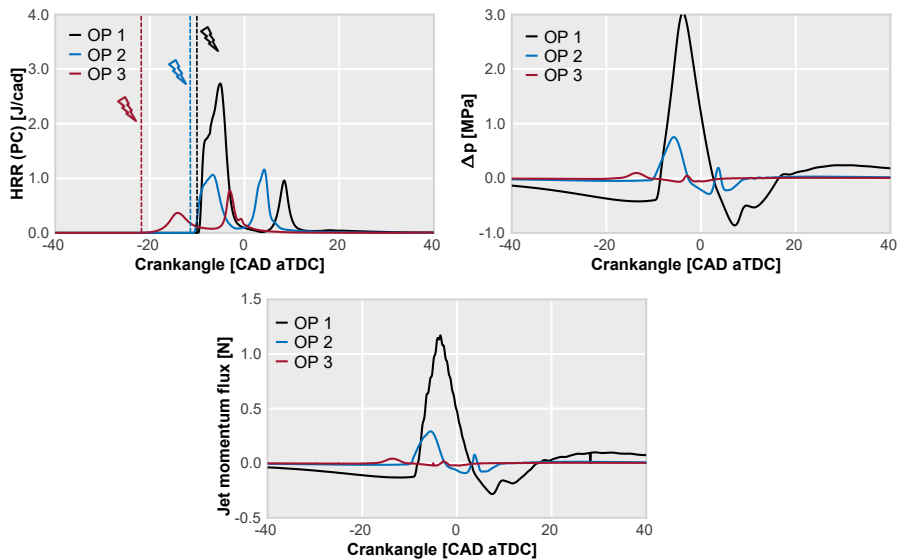 HRR (PC) [J/cad]
4.0
3.0
2.0
1.0
0.0
OP 1
OP 2
OP 3
-40 -20 0 20 40
Crankangle [CAD aTDC]
Δp [MPa]
3.0
2.0
1.0
0.0
-1.0
OP 1
OP 2
OP 3
-40 -20 0 20 40
Crankangle [CAD aTDC]
Jet momentum flux [N]
1.5
1.0
0.5
0.0
-0.5
OP 1
OP 2
OP 3
-40 -20 0 20 40
Crankangle [CAD aTDC]